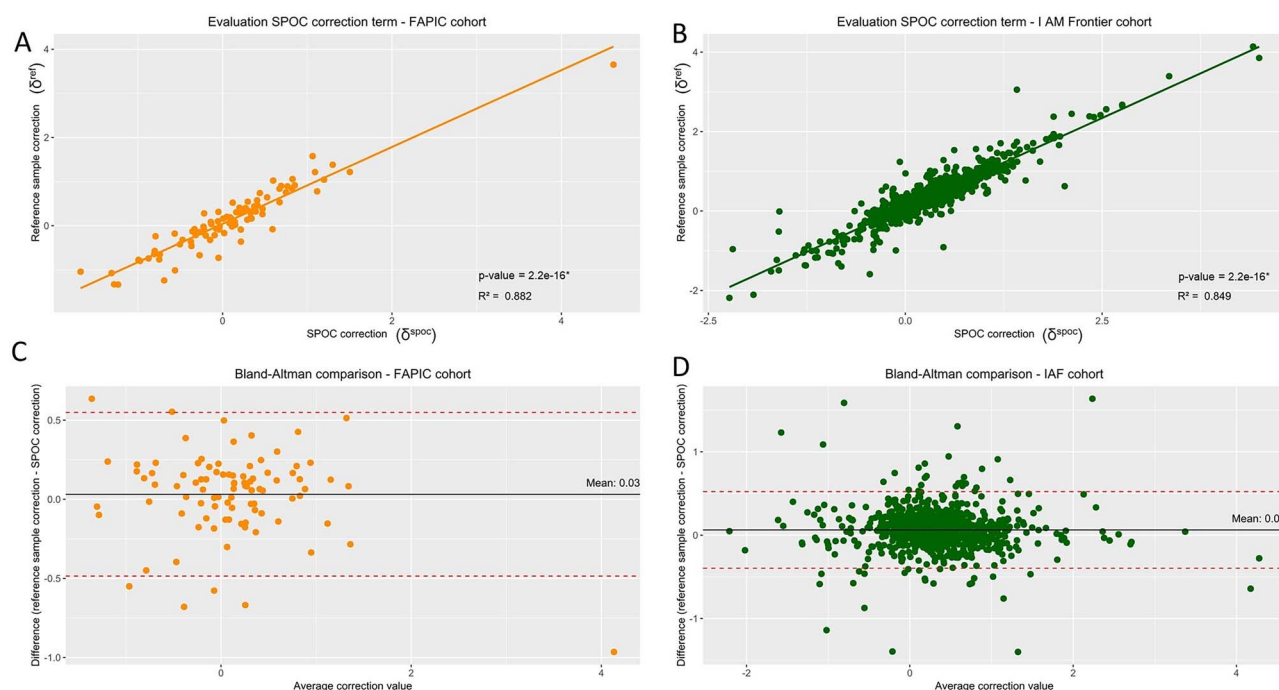 A
Evaluation SPOC correction term - FAPIC cohort
Reference sample correction (δref)
4
2
0
0
2
4
p-value = 2.2e-16*
R² = 0.882
SPOC correction (δspoc)
B
Evaluation SPOC correction term - I AM Frontier cohort
Reference sample correction (δref)
4
2
0
-2
-2.5
0.0
2.5
p-value = 2.2e-16*
R² = 0.849
SPOC correction (δspoc)
C
Bland-Altman comparison - FAPIC cohort
Difference (reference sample correction - SPOC correction)
0.5
0.0
-0.5
-1.0
0
2
4
Mean: 0.03
Average correction value
D
Bland-Altman comparison - IAF cohort
Difference (reference sample correction - SPOC correction)
1
0
-1
-2
0
2
4
Mean: 0.0
Average correction value